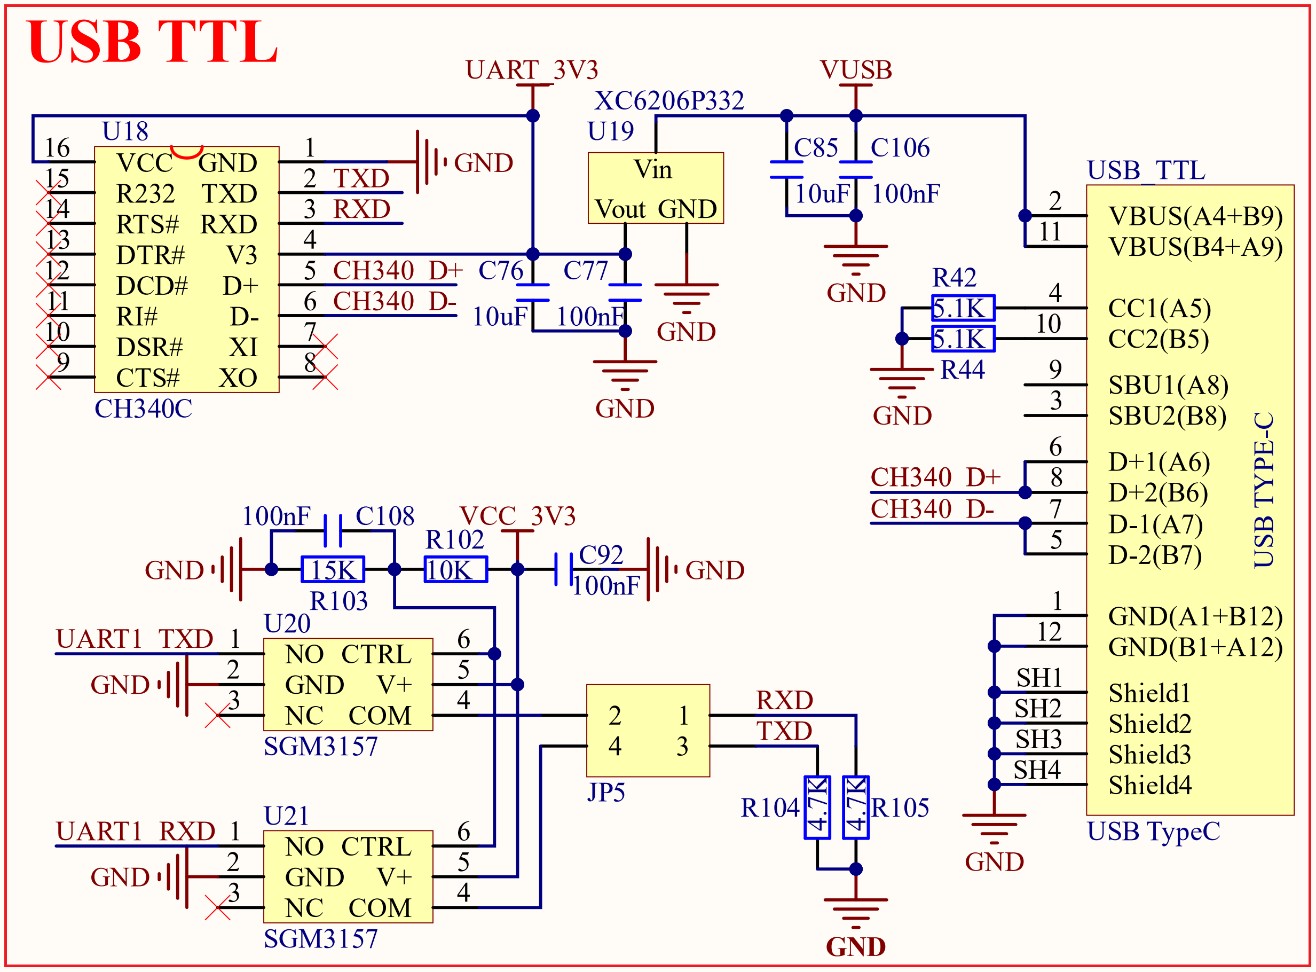 USB TTL
UART_3V3
VUSB
XC6206P332
U18
U19
C85
C106
10uF
100nF
Vin
Vout GND
GND
GND
16 VCC GND 1
GND
15 R232 TXD 2 TXD
14 RTS# RXD 3 RXD
13 DTR# V3 4
12 DCD# D+ 5 CH340_D+
11 RI# D- 6 CH340_D-
10 DSR# XI 7
9 CTS# XO 8
CH340C
C76
C77
10uF
100nF
GND
USB_TTL
2 VBUS(A4+B9)
11 VBUS(B4+A9)
R42
5.1K
4 CC1(A5)
5.1K
10 CC2(B5)
R44
GND
9 SBU1(A8)
3 SBU2(B8)
6 D+1(A6)
CH340_D+ 8 D+2(B6)
CH340_D- 7 D-1(A7)
5 D-2(B7)
USB TYPE-C
1 GND(A1+B12)
12 GND(B1+A12)
SH1 Shield1
SH2 Shield2
SH3 Shield3
SH4 Shield4
USB TypeC
GND
100nF C108
VCC_3V3
R102
C92
GND 15K 10K
100nF GND
R103
U20
UART1_TXD 1 NO CTRL 6
GND 2 GND V+ 5
3 NC COM 4
SGM3157
2 1 RXD
4 3 TXD
JP5
R104 4.7K 4.7K R105
GND
U21
UART1_RXD 1 NO CTRL 6
GND 2 GND V+ 5
3 NC COM 4
SGM3157